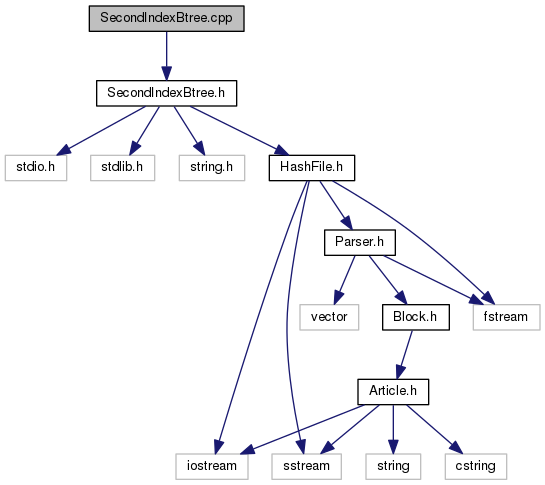 SecondIndexBtree.cpp
SecondIndexBtree.h
stdio.h
stdlib.h
string.h
HashFile.h
Parser.h
vector
Block.h
fstream
Article.h
iostream
sstream
string
cstring